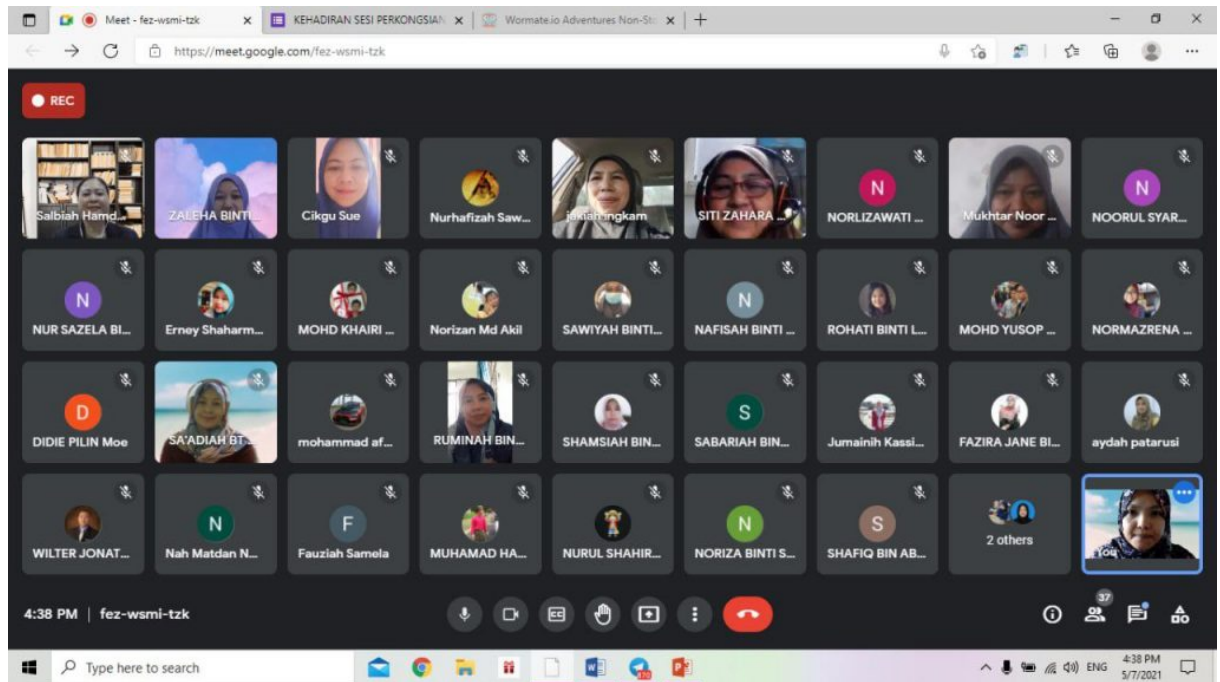 Meet - fez-wsmi-tzk
KEHADIRAN SESI PERKONGSIAN
Wormate.io Adventures Non-Sto
https://meet.google.com/fez-wsmi-tzk
REC
Salbiah Hamd...
ZALEHA BINTI...
Cikgu Sue
Nurhafizah Saw...
jakiah ingkam
SITI ZAHARA ...
NORLIZAWATI ...
Mukhtar Noor ...
N
NOORUL SYAR...
N
N
NUR SAZELA BI...
Erney Shaharm...
MOHD KHAIRI ...
Norizan Md Akil
SAWIYAH BINTI...
N
NAFISAH BINTI ...
ROHATI BINTI L...
MOHD YUSOP ...
NORMAZRENA ...
D
DIDIE PILIN Moe
SA'ADIAH BT...
mohammad af...
RUMINAH BIN...
SHAMSIAH BIN...
S
SABARIAH BIN...
Jumainih Kassi...
FAZIRA JANE BI...
aydah patarusi
WILTER JONAT...
N
Nah Matdan N...
F
Fauziah Samela
MUHAMAD HA...
NURUL SHAHIR...
N
NORIZA BINTI S...
S
SHAFIQ BIN AB...
2 others
You
4:38 PM | fez-wsmi-tzk
CC
37
Type here to search
ENG
4:38 PM
5/7/2021